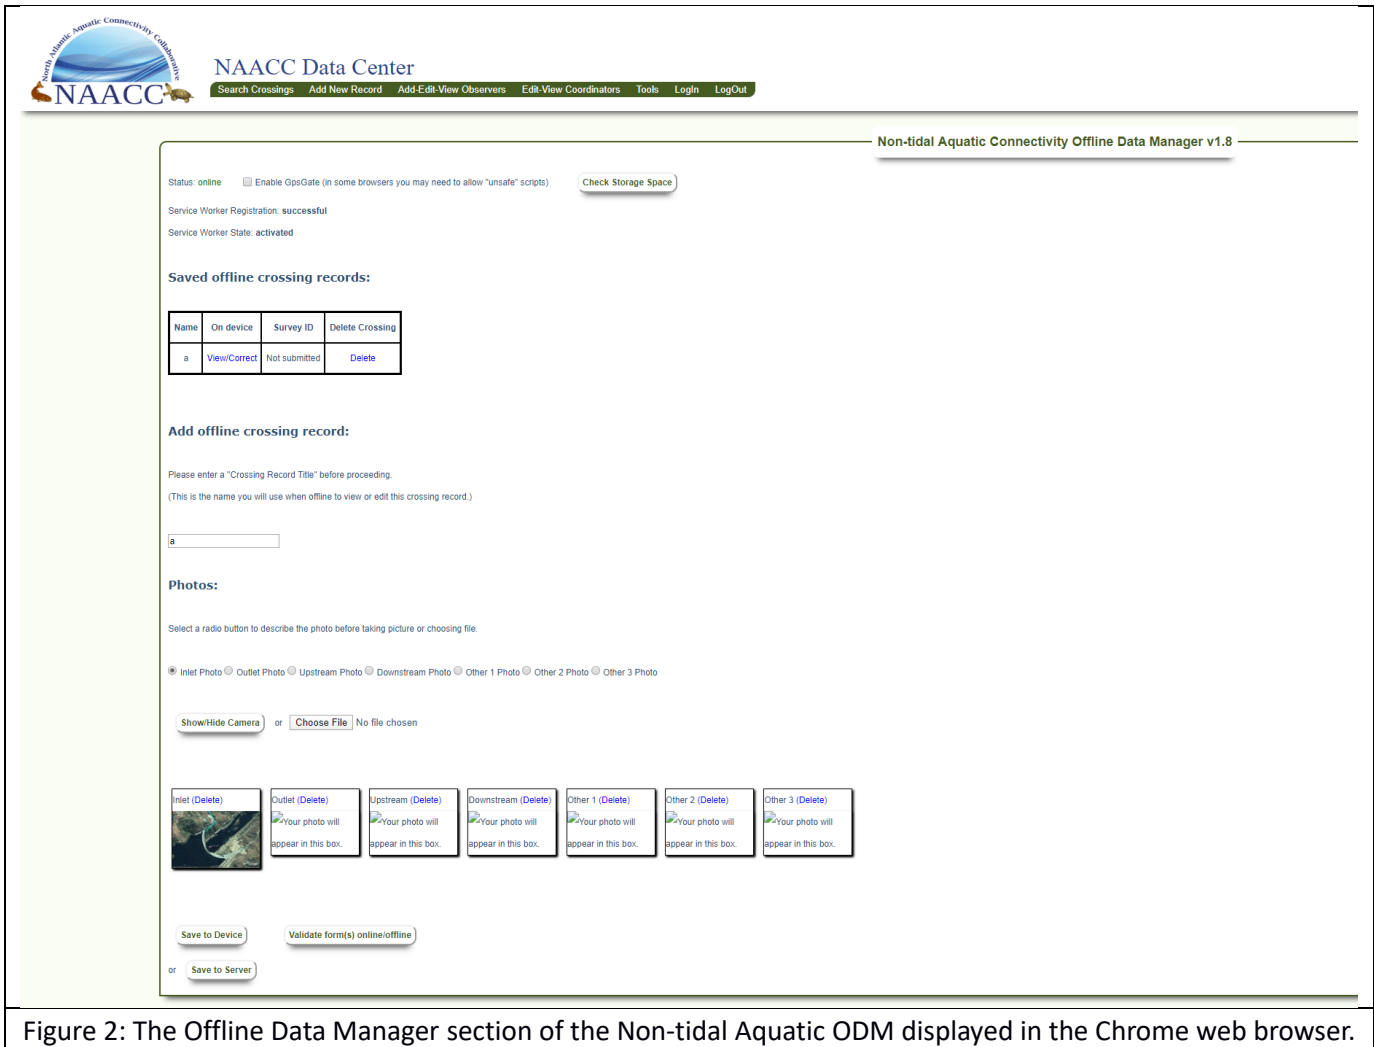 North Atlantic Aquatic Connectivity Collaborative
NAACC
NAACC Data Center
Search Crossings Add New Record Add-Edit-View Observers Edit-View Coordinators Tools LogIn LogOut
Non-tidal Aquatic Connectivity Offline Data Manager v1.8
Status: online Enable GpsGate (in some browsers you may need to allow "unsafe" scripts) Check Storage Space
Service Worker Registration: successful
Service Worker State: activated
Saved offline crossing records:
Name On device Survey ID Delete Crossing
a View/Correct Not submitted Delete
Add offline crossing record:
Please enter a "Crossing Record Title" before proceeding.
(This is the name you will use when offline to view or edit this crossing record.)
a
Photos:
Select a radio button to describe the photo before taking picture or choosing file.
Inlet Photo Outlet Photo Upstream Photo Downstream Photo Other 1 Photo Other 2 Photo Other 3 Photo
Show/Hide Camera or Choose File No file chosen
Inlet (Delete) Outlet (Delete) Upstream (Delete) Downstream (Delete) Other 1 (Delete) Other 2 (Delete) Other 3 (Delete)
Your photo will Your photo will Your photo will Your photo will Your photo will Your photo will
appear in this box. appear in this box. appear in this box. appear in this box. appear in this box. appear in this box.
Save to Device Validate form(s) online/offline
or Save to Server
Figure 2: The Offline Data Manager section of the Non-tidal Aquatic ODM displayed in the Chrome web browser.